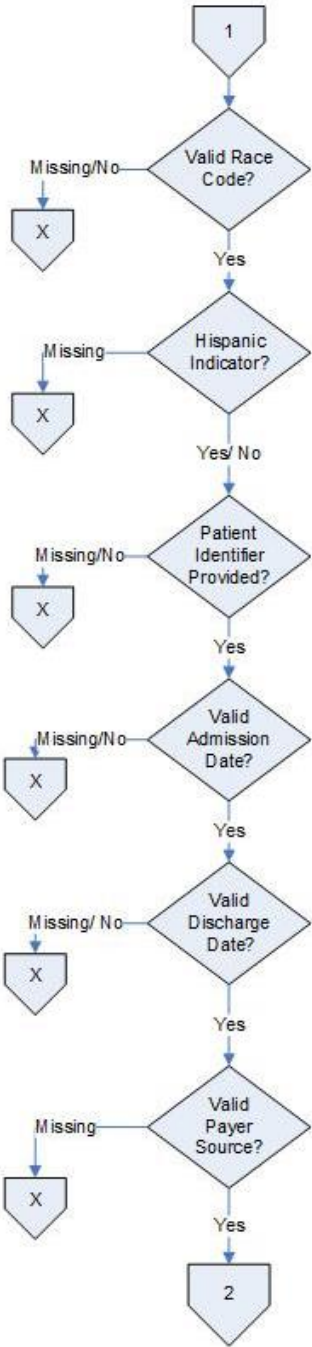 1
Valid Race
Code?
Missing/No
X
Yes
Hispanic
Indicator?
Missing
X
Yes/ No
Patient
Identifier
Provided?
Missing/No
X
Yes
Valid
Admission
Date?
Missing/No
X
Yes
Valid
Discharge
Date?
Missing/ No
X
Yes
Valid
Payer
Source?
Missing
X
Yes
2